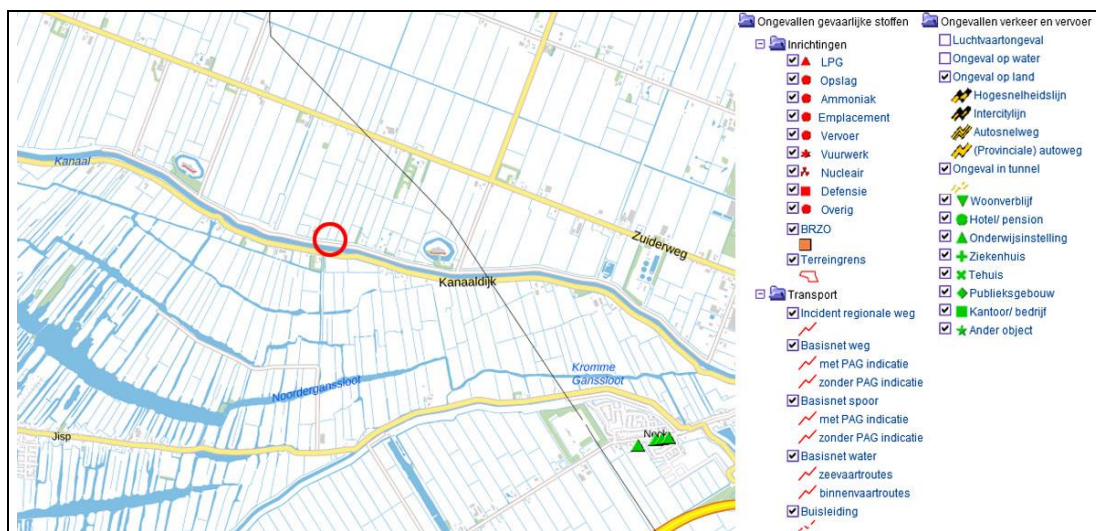 Kanaal
Zuiderweg
Kanaaldijk
Noorderganssloot
Kromme
Ganssloot
Jisp
Ongevallen gevaarlijke stoffen
Inrichtingen
LPG
Opslag
Ammoniak
Emplacement
Vervoer
Vuurwerk
Nucleair
Defensie
Overig
BRZO
Terreingrens
Transport
Incident regionale weg
Basisnet weg
met PAG indicatie
zonder PAG indicatie
Basisnet spoor
met PAG indicatie
zonder PAG indicatie
Basisnet water
zeevaartroutes
binnenvaartroutes
Buisleiding
Ongevallen verkeer en vervoer
Luchtvaartongeval
Ongeval op water
Ongeval op land
Hogesnelheidslijn
Intercitylijn
Autosnelweg
(Provinciale) autoweg
Ongeval in tunnel
Woonverblijf
Hotel/ pension
Onderwijsinstelling
Ziekenhuis
Tehuis
Publieksgebouw
Kantoor/ bedrijf
Ander object